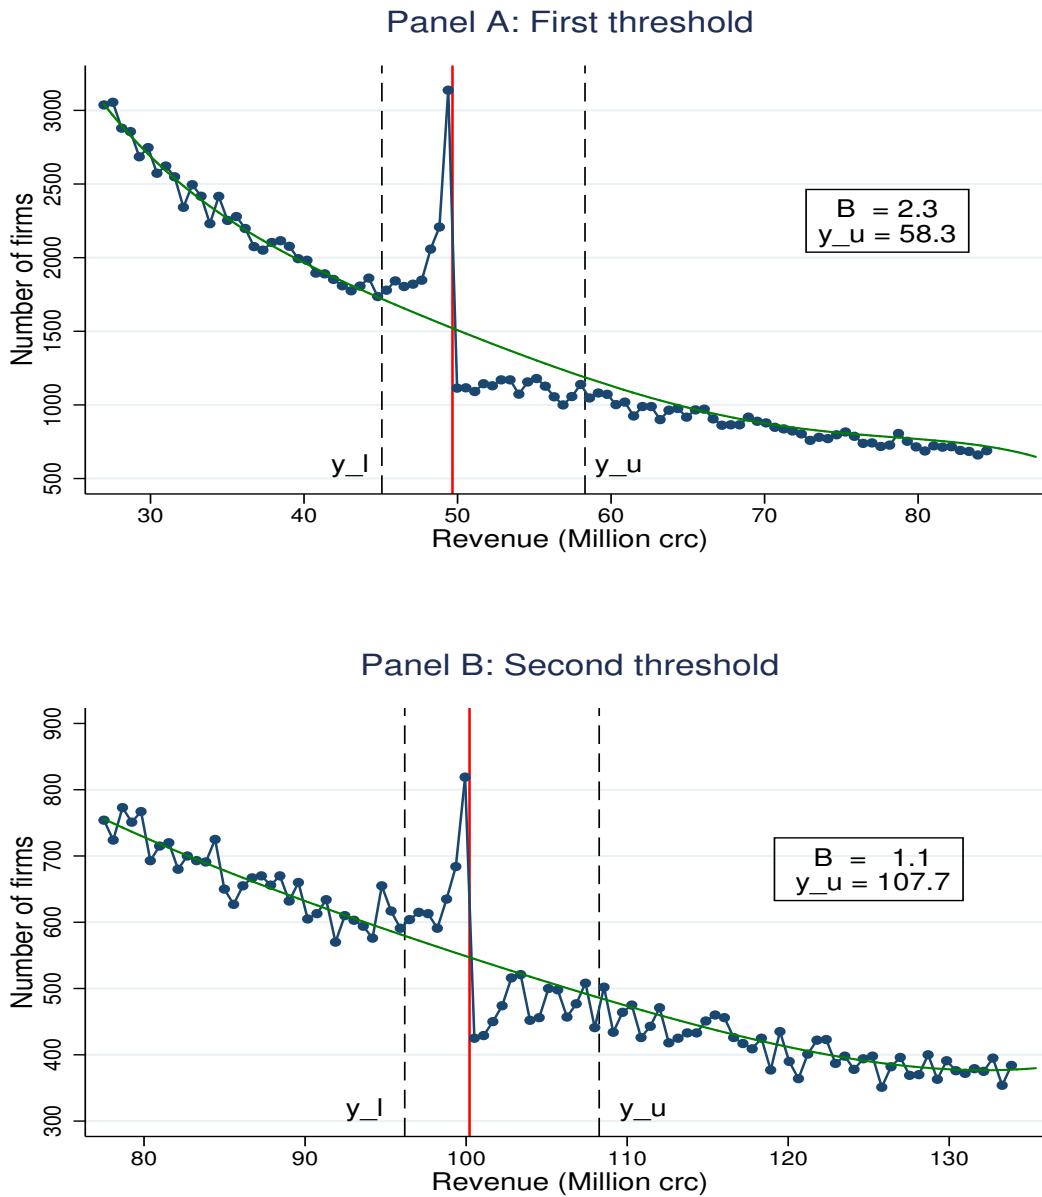 Panel A: First threshold
3000
2500
2000
1500
1000
500
Number of firms
B = 2.3
y_u = 58.3
y_l
y_u
30 40 50 60 70 80
Revenue (Million crc)
Panel B: Second threshold
900
800
700
600
500
400
300
Number of firms
B = 1.1
y_u = 107.7
y_l
y_u
80 90 100 110 120 130
Revenue (Million crc)